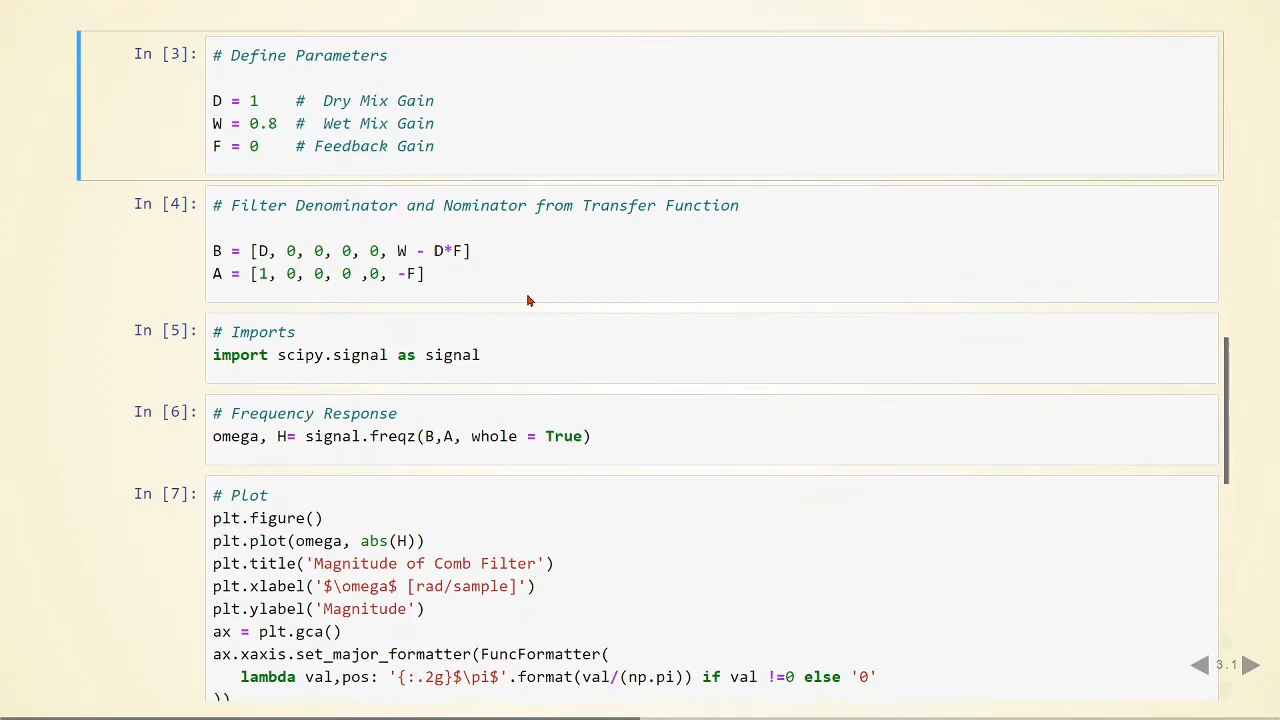 In [3]:
# Define Parameters
D = 1    #  Dry Mix Gain
W = 0.8  #  Wet Mix Gain
F = 0    # Feedback Gain
In [4]:
# Filter Denominator and Nominator from Transfer Function
B = [D, 0, 0, 0, 0, W - D*F]
A = [1, 0, 0, 0 ,0, -F]
In [5]:
# Imports
import scipy.signal as signal
In [6]:
# Frequency Response
omega, H= signal.freqz(B,A, whole = True)
In [7]:
# Plot
plt.figure()
plt.plot(omega, abs(H))
plt.title('Magnitude of Comb Filter')
plt.xlabel('$\omega$ [rad/sample]')
plt.ylabel('Magnitude')
ax = plt.gca()
ax.xaxis.set_major_formatter(FuncFormatter(
   lambda val,pos: '{:.2g}$\pi$'.format(val/(np.pi)) if val !=0 else '0'
))
3.1